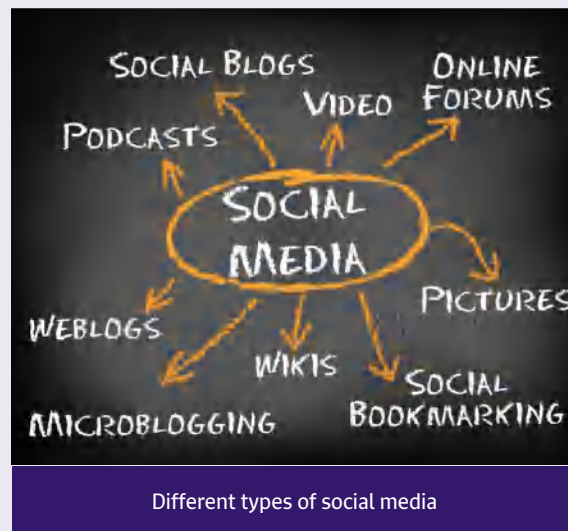 SOCIAL BLOGS
VIDEO
ONLINE
FORUMS
PODCASTS
SOCIAL
MEDIA
PICTURES
WEBLOGS
WIKIS
SOCIAL
BOOKMARKING
MICROBLOGGING
Different types of social media